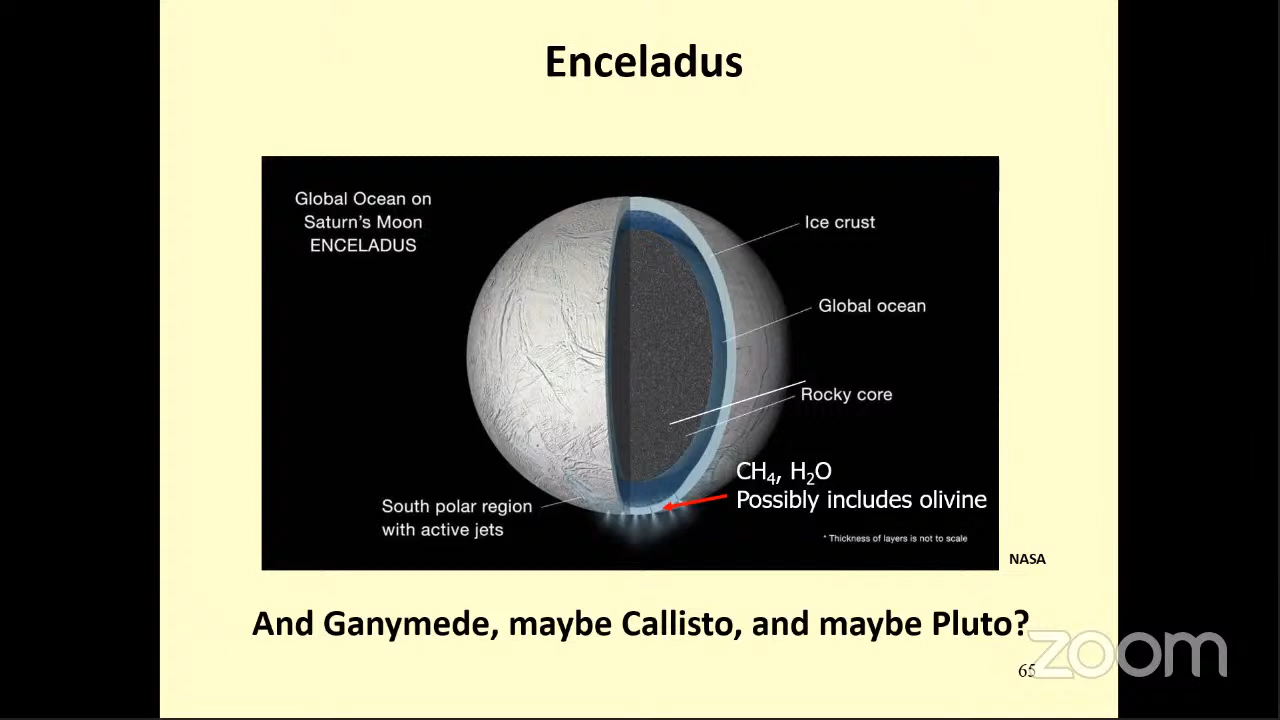 Enceladus
Global Ocean on
Saturn's Moon
ENCELADUS
Ice crust
Global ocean
Rocky core
CH₄, H₂O
Possibly includes olivine
South polar region
with active jets
* Thickness of layers is not to scale
NASA
And Ganymede, maybe Callisto, and maybe Pluto?
65
zoom